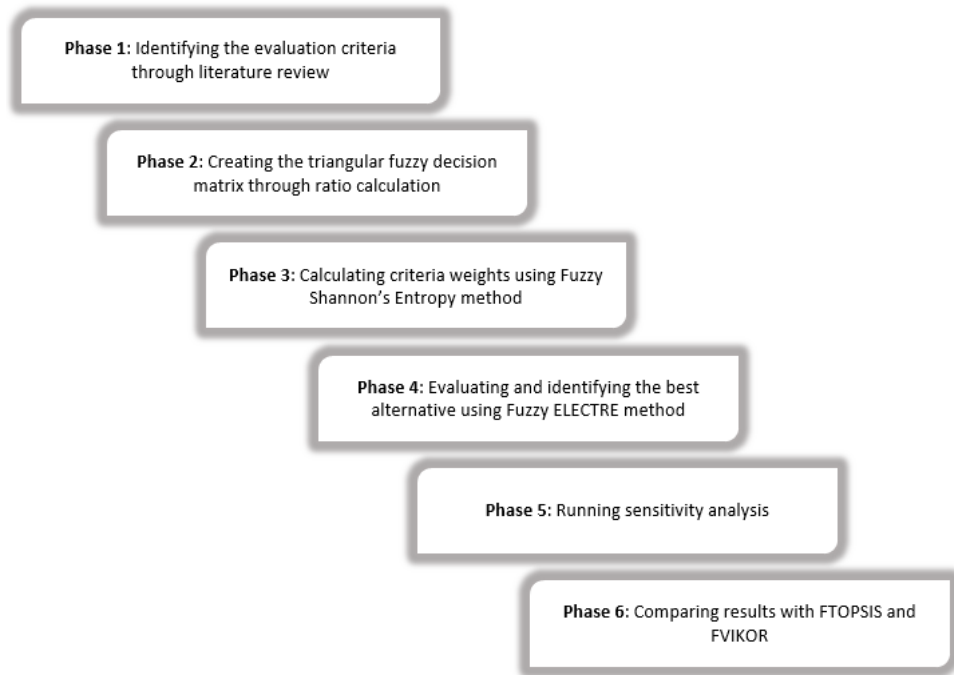 Phase 1: Identifying the evaluation criteria
through literature review
Phase 2: Creating the triangular fuzzy decision
matrix through ratio calculation
Phase 3: Calculating criteria weights using Fuzzy
Shannon’s Entropy method
Phase 4: Evaluating and identifying the best
alternative using Fuzzy ELECTRE method
Phase 5: Running sensitivity analysis
Phase 6: Comparing results with FTOPSIS and
FVIKOR